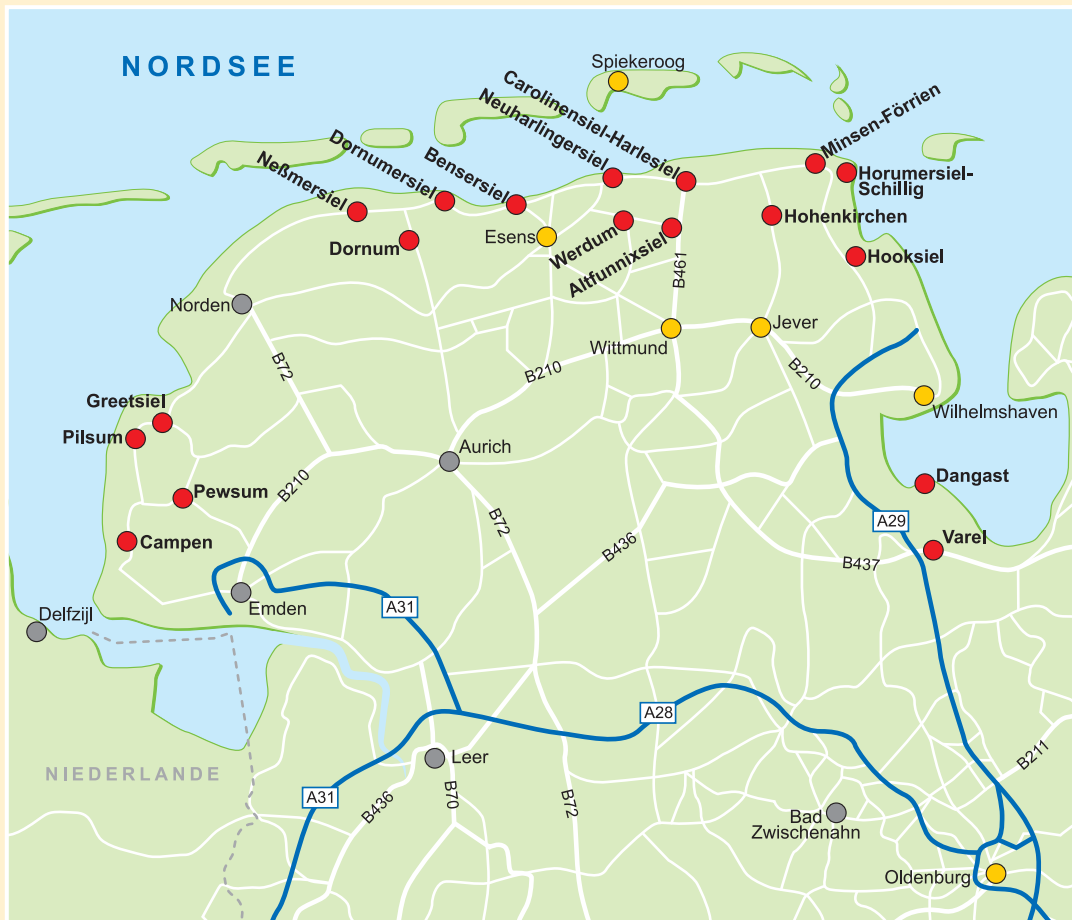 NORDSEE
Spiekeroog
Carolinensiel-Harlesiel
Neuharlingersiel
Minsen-Förrien
Dornumersiel
Bensersiel
Neßmersiel
Horumersiel-
Schillig
Hohenkirchen
Dornum
Esens
Werdum
Altfunnixsiel
Hooksiel
B461
Norden
Jever
Wittmund
B72
B210
B210
Greetsiel
Wilhelmshaven
Pilsum
Aurich
B210
Dangast
Pewsum
B72
A29
Campen
B436
Varel
B437
Emden
A31
Delfzijl
A28
Leer
B211
NIEDERLANDE
A31
B436
B70
B72
Bad
Zwischenahn
Oldenburg